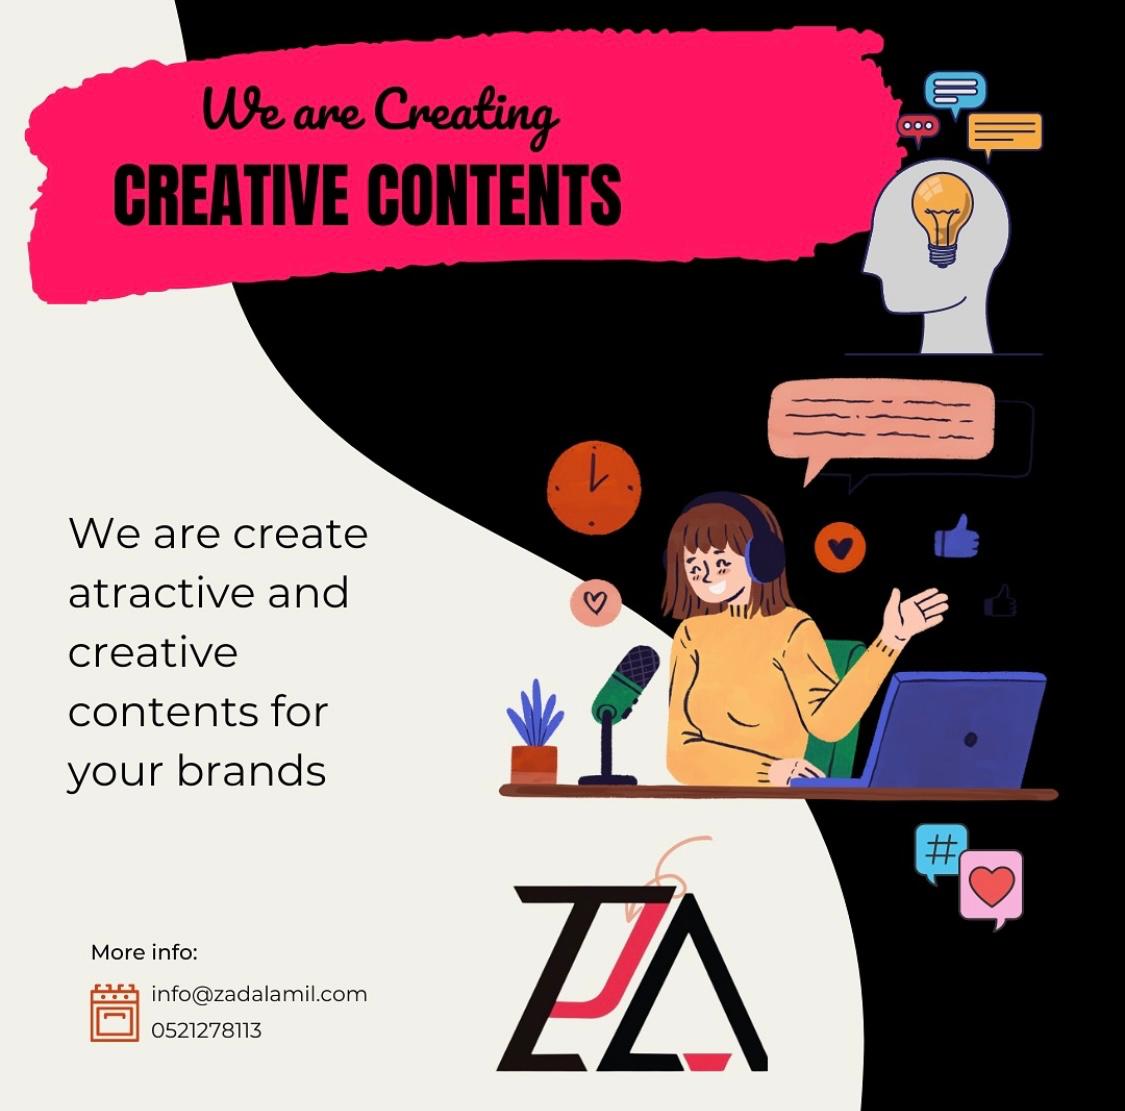 We are Creating
CREATIVE CONTENTS
We are create
atractive and
creative
contents for
your brands
#
More info:
info@zadalamil.com
0521278113
ZA